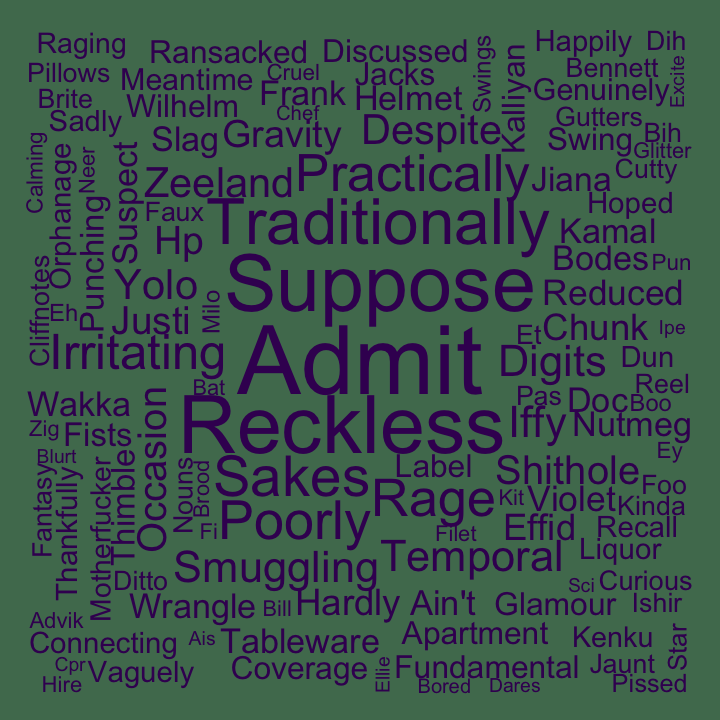 Raging
Ransacked
Discussed
Swings
Happily
Dih
Pillows
Meantime
Cruel
Jacks
Kalliyan
Bennett
Excite
Brite
Wilhelm
Frank
Helmet
Genuinely
Sadly
Chef
Gutters
Calming
Slag
Gravity
Despite
Swing
Bih
Glitter
Orphanage
Neer
Suspect
Zeeland
Practically
Jiana
Cutty
Punching
Faux
Traditionally
Hoped
Hp
Kamal
Cliffnotes
Yolo
Suppose
Bodes
Pun
Eh
Justi
Milo
Reduced
Irritating
Admit
Et
Chunk
Ipe
Digits
Dun
Wakka
Occasion
Bat
Reckless
Pas
Doc
Reel
Boo
Zig
Fists
Iffy
Nutmeg
Blurt
Fantasy
Thankfully
Motherfucker
Thimble
Nouns
Brood
Sakes
Label
Shithole
Ey
Rage
Kit
Violet
Foo
Kinda
Fi
Poorly
Filet
Effid
Recall
Ditto
Smuggling
Temporal
Liquor
Sci
Curious
Advik
Wrangle
Bill
Hardly
Ain't
Glamour
Ishir
Connecting
Ais
Tableware
Apartment
Kenku
Star
Cpr
Vaguely
Coverage
Ellie
Fundamental
Jaunt
Hire
Bored
Dares
Pissed